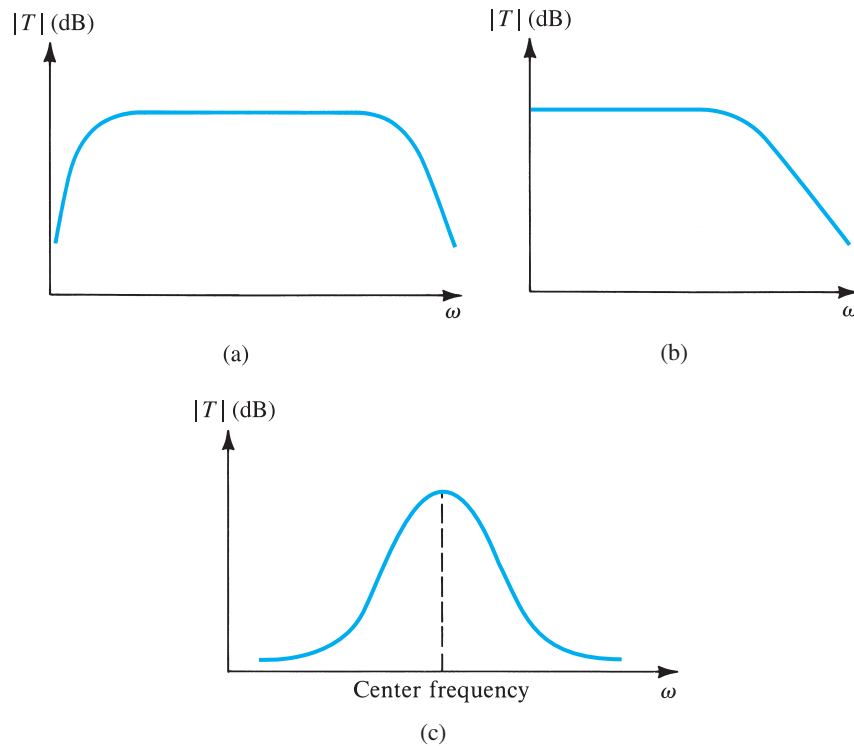 |T| (dB)
ω
(a)
|T| (dB)
ω
(b)
|T| (dB)
Center frequency
ω
(c)